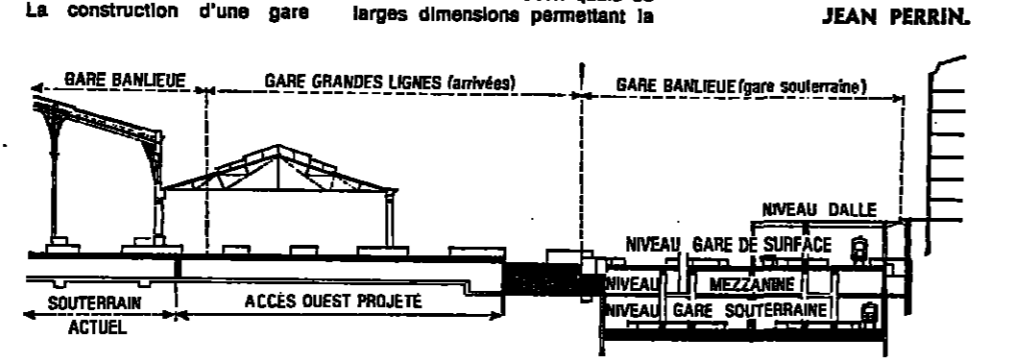 La construction d'une gare
larges dimensions permettant la
JEAN PERRIN.
GARE BANLIEUE
GARE GRANDES LIGNES (arrivées)
GARE BANLIEUE (gare souterraine)
NIVEAU DALLE
NIVEAU GARE DE SURFACE
NIVEAU MEZZANINE
NIVEAU GARE SOUTERRAINE
SOUTERRAIN
ACTUEL
ACCÈS OUEST PROJETÉ